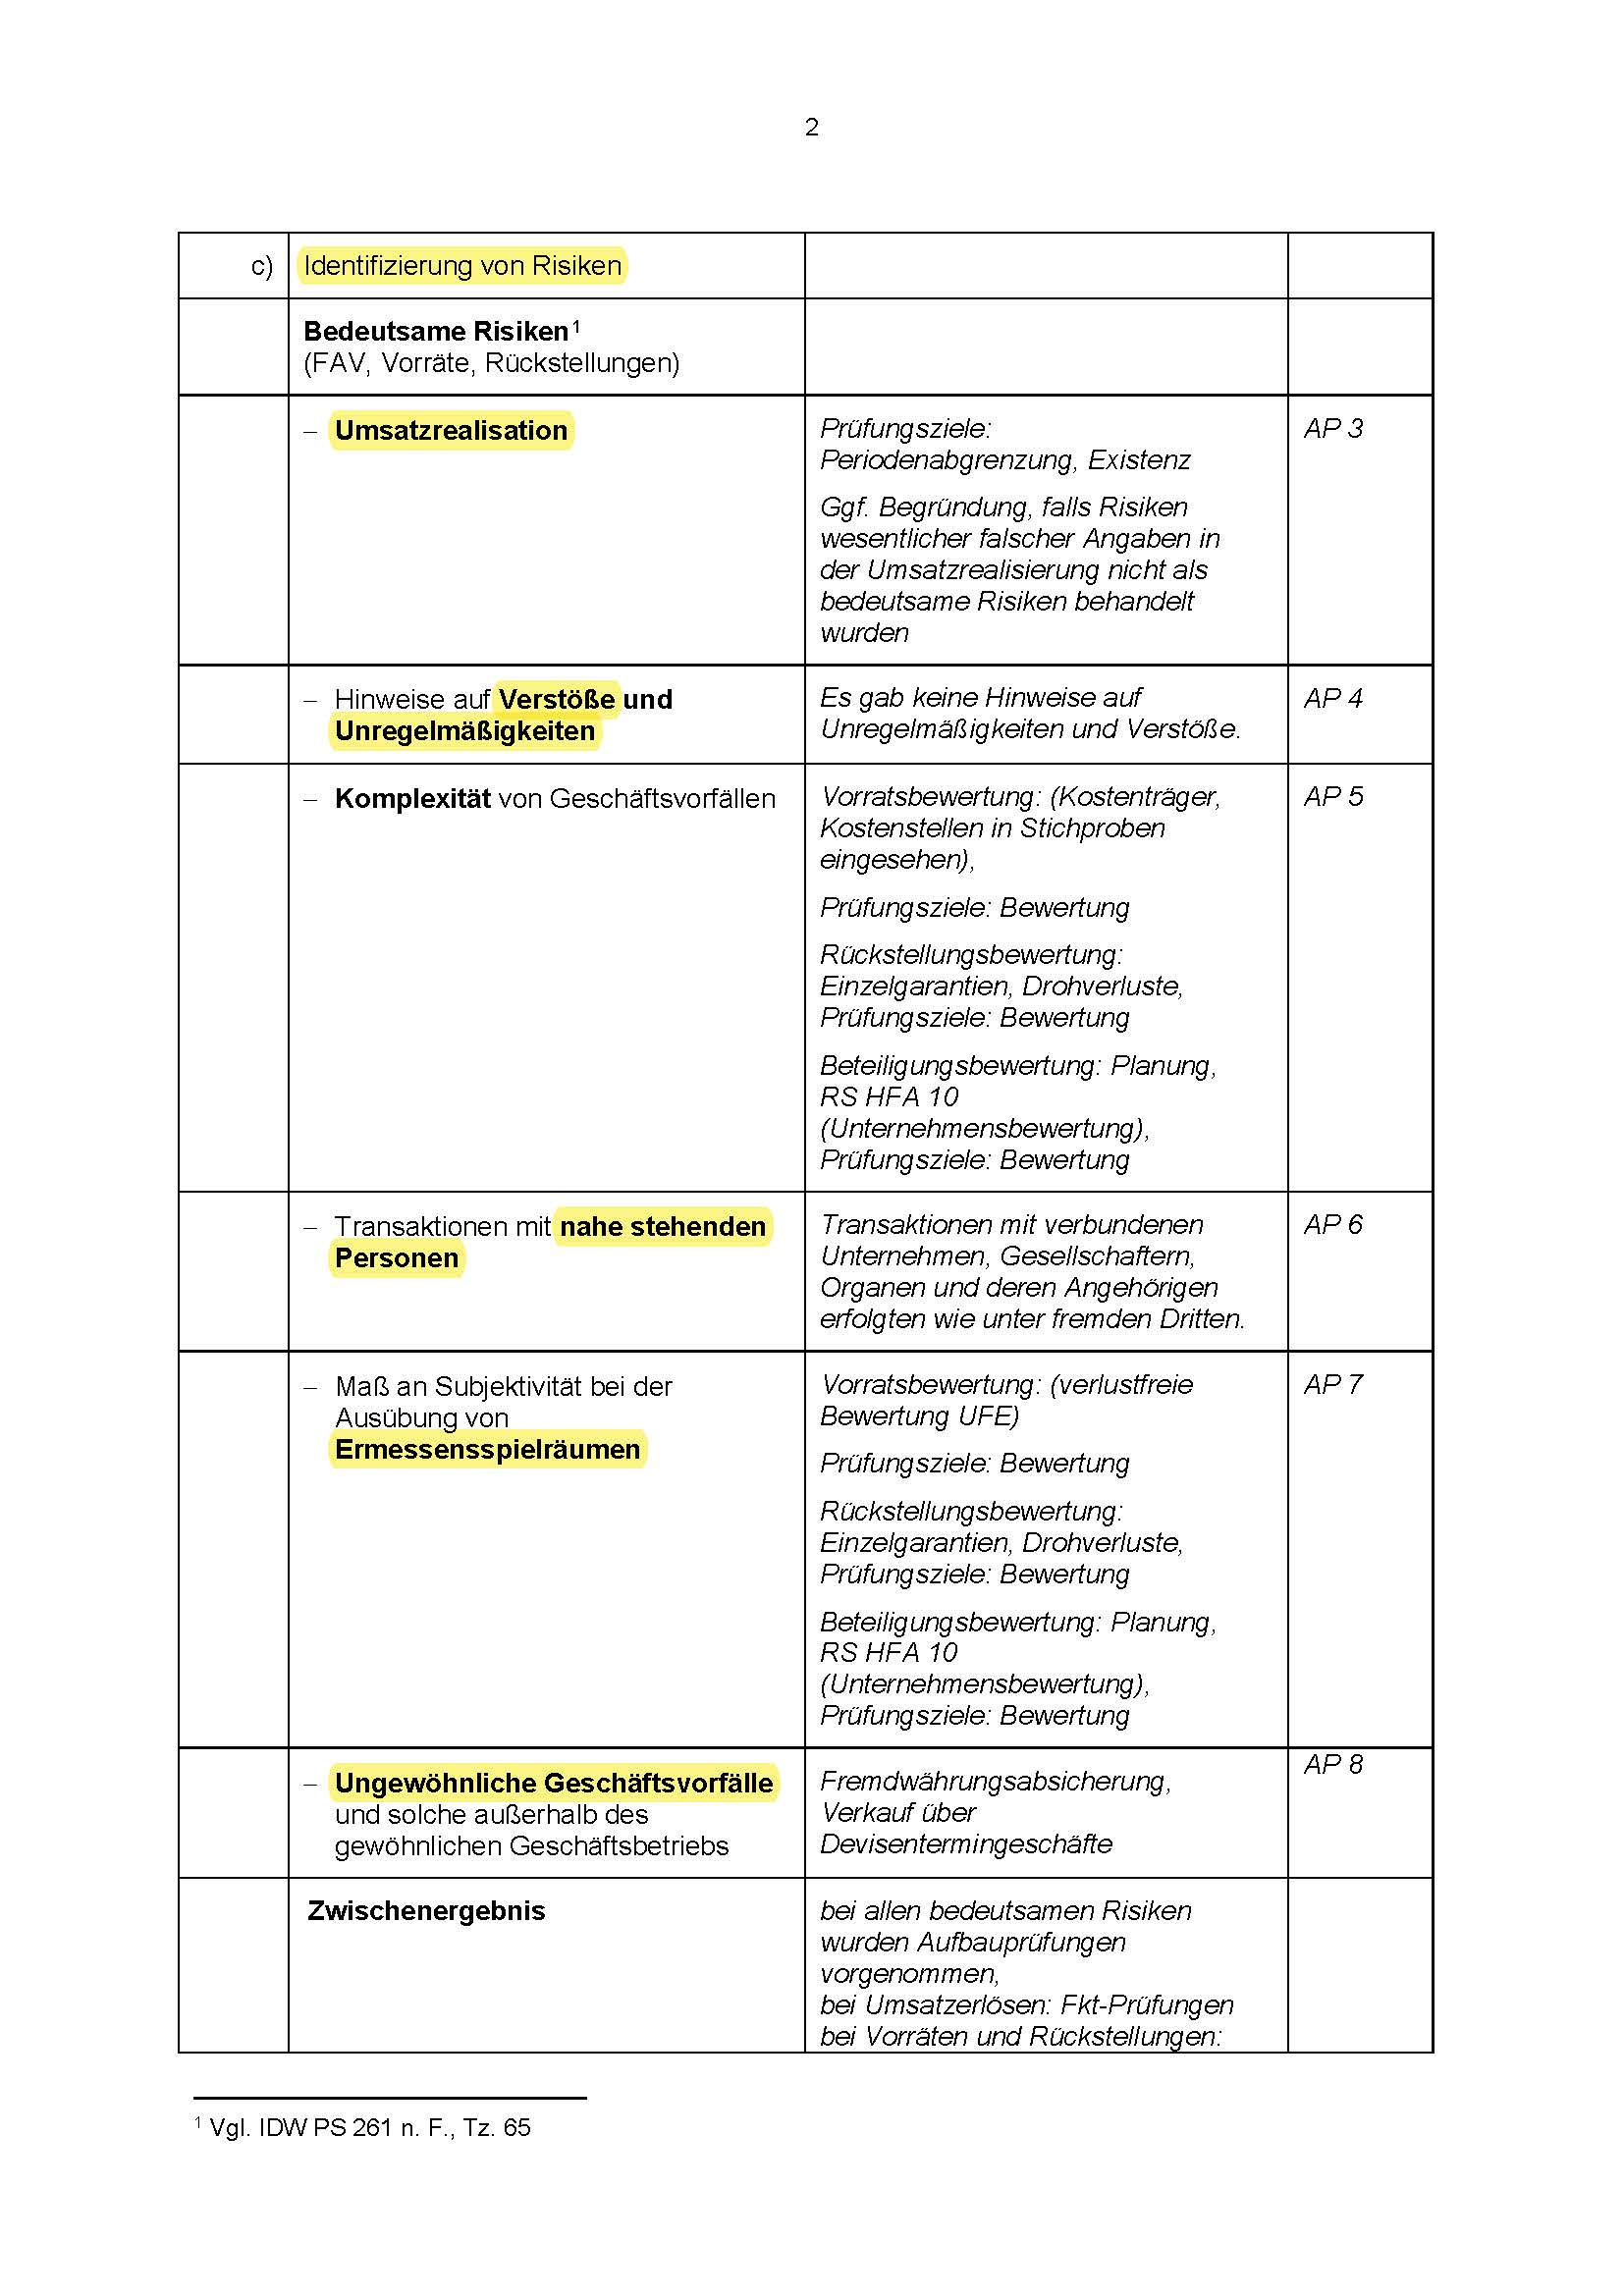 2
c) Identifizierung von Risiken
Bedeutsame Risiken¹
(FAV, Vorräte, Rückstellungen)
– Umsatzrealisation
Prüfungsziele:
Periodenabgrenzung, Existenz
Ggf. Begründung, falls Risiken
wesentlicher falscher Angaben in
der Umsatzrealisierung nicht als
bedeutsame Risiken behandelt
wurden
AP 3
– Hinweise auf Verstöße und
Unregelmäßigkeiten
Es gab keine Hinweise auf
Unregelmäßigkeiten und Verstöße.
AP 4
– Komplexität von Geschäftsvorfällen
Vorratsbewertung: (Kostenträger,
Kostenstellen in Stichproben
eingesehen),
Prüfungsziele: Bewertung
Rückstellungsbewertung:
Einzelgarantien, Drohverluste,
Prüfungsziele: Bewertung
Beteiligungsbewertung: Planung,
RS HFA 10
(Unternehmensbewertung),
Prüfungsziele: Bewertung
AP 5
– Transaktionen mit nahe stehenden
Personen
Transaktionen mit verbundenen
Unternehmen, Gesellschaftern,
Organen und deren Angehörigen
erfolgten wie unter fremden Dritten.
AP 6
– Maß an Subjektivität bei der
Ausübung von
Ermessensspielräumen
Vorratsbewertung: (verlustfreie
Bewertung UFE)
Prüfungsziele: Bewertung
Rückstellungsbewertung:
Einzelgarantien, Drohverluste,
Prüfungsziele: Bewertung
Beteiligungsbewertung: Planung,
RS HFA 10
(Unternehmensbewertung),
Prüfungsziele: Bewertung
AP 7
– Ungewöhnliche Geschäftsvorfälle
und solche außerhalb des
gewöhnlichen Geschäftsbetriebs
Fremdwährungsabsicherung,
Verkauf über
Devisentermingeschäfte
AP 8
Zwischenergebnis
bei allen bedeutsamen Risiken
wurden Aufbauprüfungen
vorgenommen,
bei Umsatzerlösen: Fkt-Prüfungen
bei Vorräten und Rückstellungen:
¹ Vgl. IDW PS 261 n. F., Tz. 65